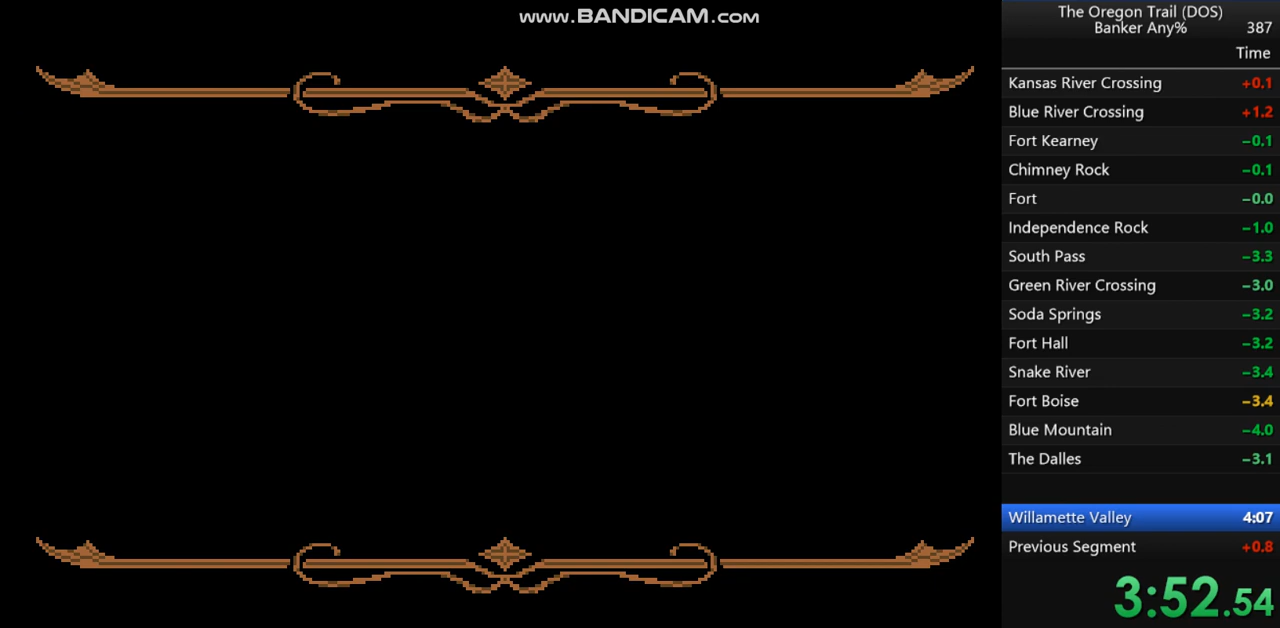 www.BANDICAM.com
The Oregon Trail (DOS)
Banker Any% 387
Time
Kansas River Crossing +0.1
Blue River Crossing +1.2
Fort Kearney −0.1
Chimney Rock −0.1
Fort −0.0
Independence Rock −1.0
South Pass −3.3
Green River Crossing −3.0
Soda Springs −3.2
Fort Hall −3.2
Snake River −3.4
Fort Boise −3.4
Blue Mountain −4.0
The Dalles −3.1
Willamette Valley 4:07
Previous Segment +0.8
3:52.54